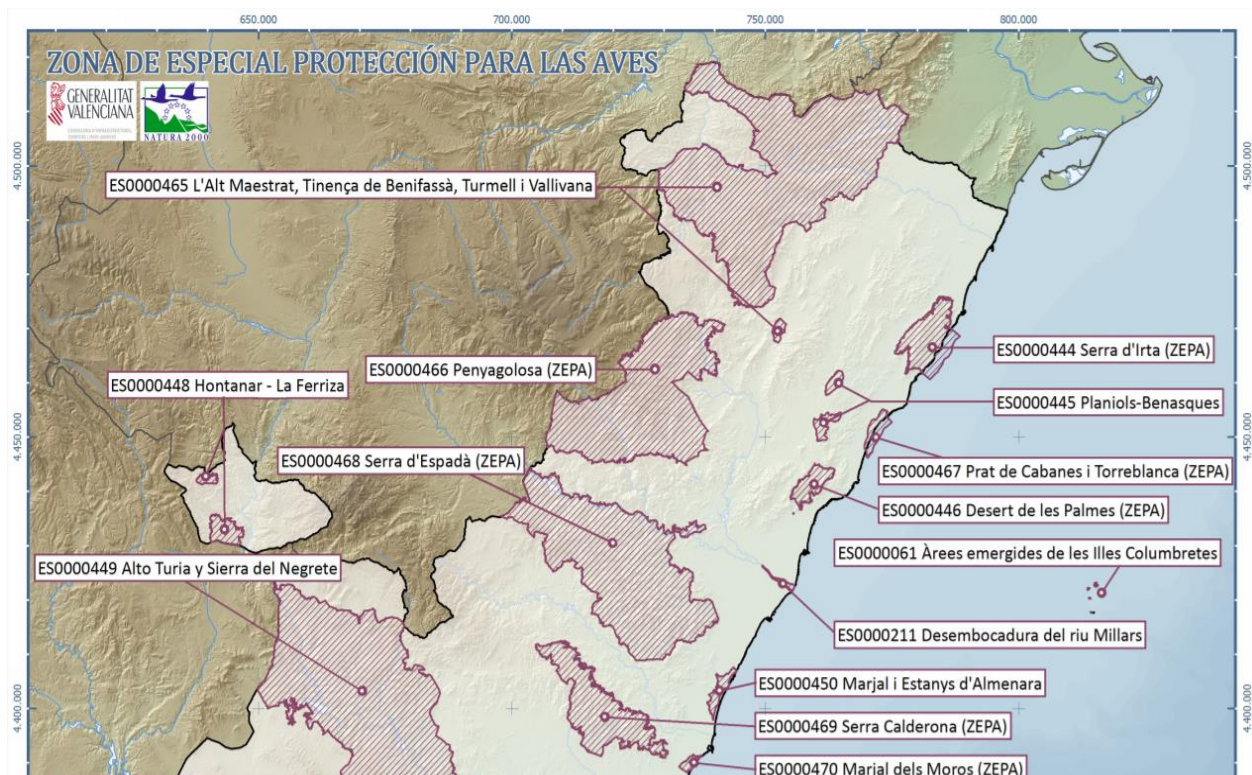 650.000
700.000
750.000
800.000
ZONA DE ESPECIAL PROTECCIÓN PARA LAS AVES
GENERALITAT
VALENCIANA
NATURA 2000
4.500.000
4.500.000
ES0000465 L'Alt Maestrat, Tinença de Benifassà, Turmell i Vallivana
ES0000444 Serra d'Irta (ZEPA)
ES0000466 Penyagolosa (ZEPA)
ES0000448 Hontanar - La Ferriza
ES0000445 Planiols-Benasques
4.450.000
4.450.000
ES0000468 Serra d'Espadà (ZEPA)
ES0000467 Prat de Cabanes i Torreblanca (ZEPA)
ES0000446 Desert de les Palmes (ZEPA)
ES0000061 Àrees emergides de les Illes Columbretes
ES0000449 Alto Turia y Sierra del Negrete
ES0000211 Desembocadura del riu Millars
ES0000450 Marjal i Estanys d'Almenara
4.400.000
4.400.000
ES0000469 Serra Calderona (ZEPA)
ES0000470 Marjal dels Moros (ZEPA)